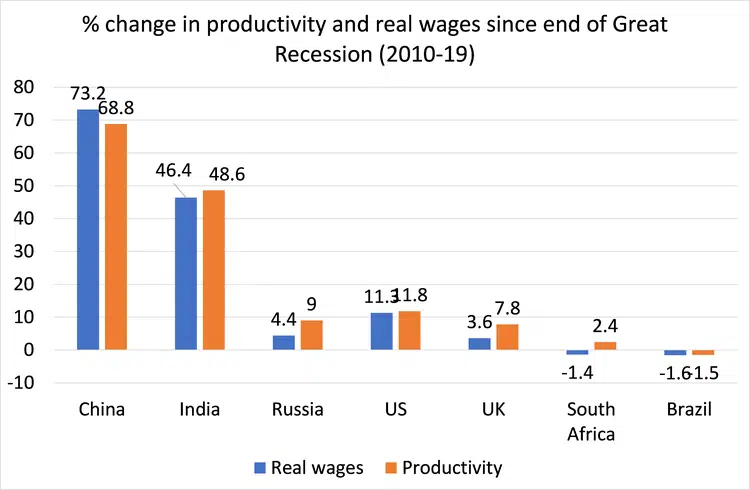 % change in productivity and real wages since end of Great
Recession (2010-19)
80
70
60
50
40
30
20
10
0
-10
73.2
68.8
46.4
48.6
4.4
9
11.3
11.8
3.6
7.8
-1.4
2.4
-1.6
-1.5
China
India
Russia
US
UK
South
Africa
Brazil
Real wages
Productivity